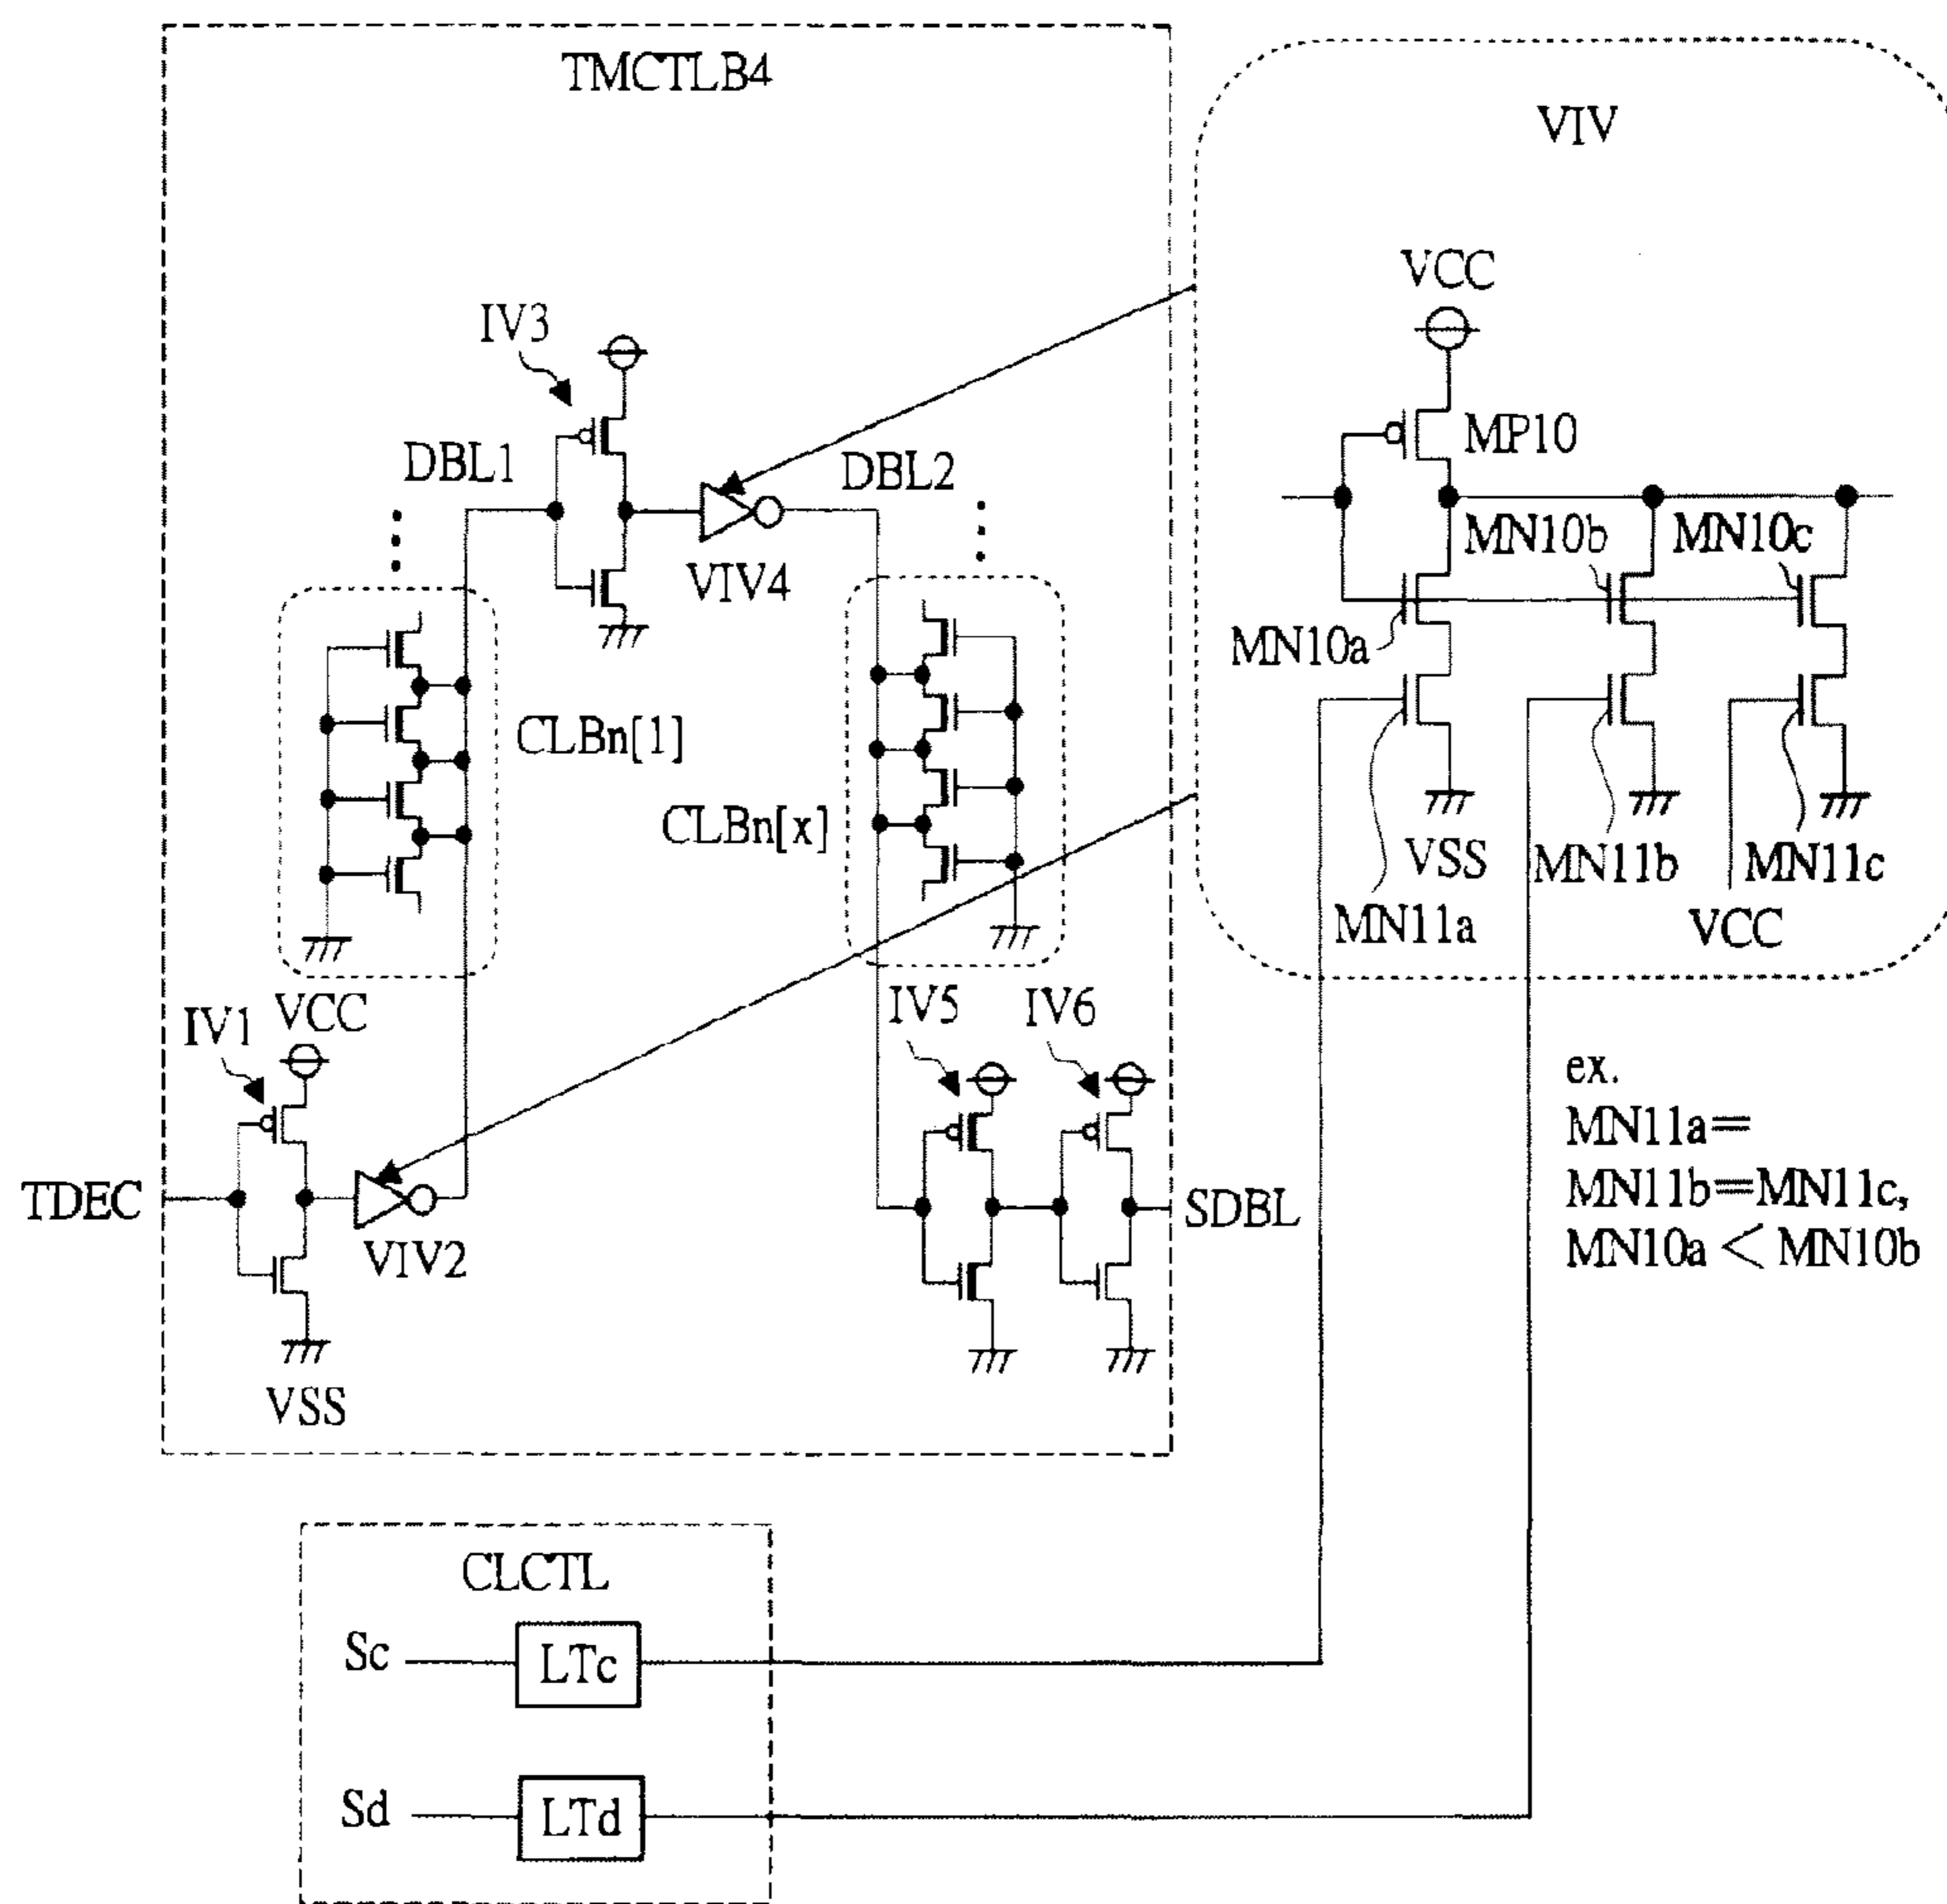 TMCTLB4
VIV
VCC
IV3
MP10
DBL1
DBL2
MN10b
MN10c
VIV4
MN10a
CLBn[1]
CLBn[x]
VSS
MN11b
MN11c
MN11a
VCC
IV1
VCC
IV5
IV6
ex.
MN11a=
MN11b=MN11c,
MN10a < MN10b
TDEC
SDBL
VIV2
VSS
CLCTL
Sc
LTc
Sd
LTd